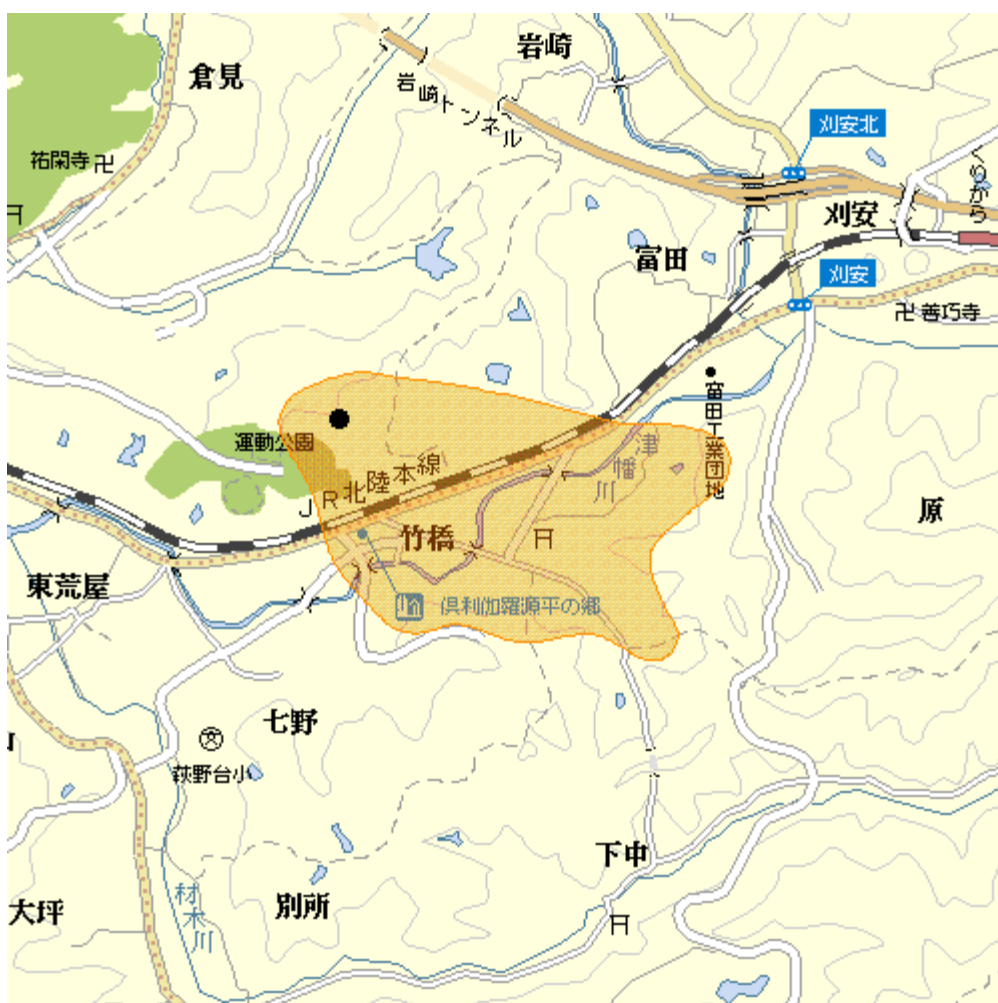 岩崎
倉見
岩崎トンネル
刈安北
祐閑寺
くりから
刈安
富田
刈安
善巧寺
富田工業団地
運動公園
JR北陸本線
津幡川
原
竹橋
東荒屋
倶利伽羅源平の郷
七野
萩野台小
下中
材木川
別所
大坪